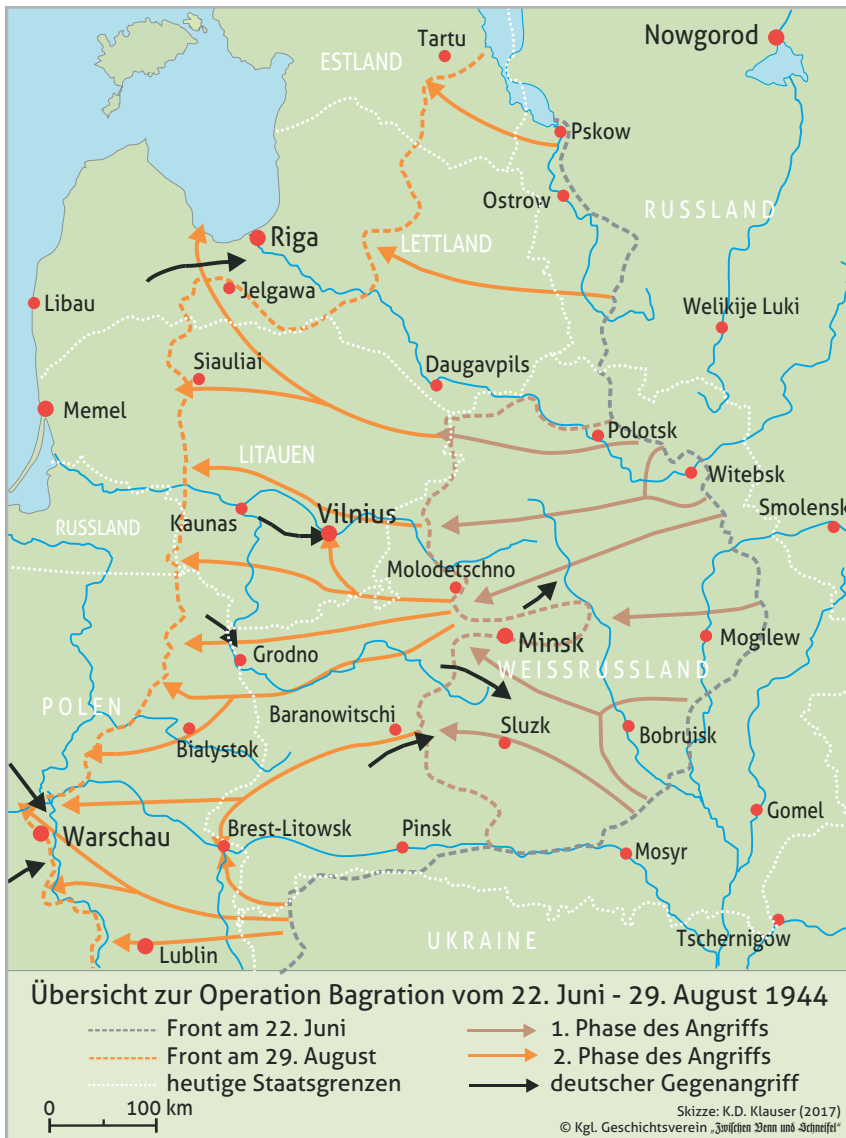 Tartu
Nowgorod
ESTLAND
Pskow
Ostrow
RUSSLAND
Riga
LETTLAND
Jelgawa
Libau
Welikije Luki
Siauliai
Daugavpils
Memel
Polotsk
LITAUEN
Witebsk
Kaunas
Vilnius
Smolensk
RUSSLAND
Molodetschno
Minsk
Mogilew
Grodno
WEISSRUSSLAND
POLEN
Baranowitschi
Sluzk
Bobruisk
Bialystok
Gomel
Warschau
Brest-Litowsk
Pinsk
Mosyr
Tschernigow
UKRAINE
Lublin
Übersicht zur Operation Bagration vom 22. Juni - 29. August 1944
Front am 22. Juni
1. Phase des Angriffs
Front am 29. August
2. Phase des Angriffs
heutige Staatsgrenzen
deutscher Gegenangriff
0 100 km
Skizze: K.D. Klauser (2017)
© Kgl. Geschichtsverein „Zwischen Venn und Schneifel“